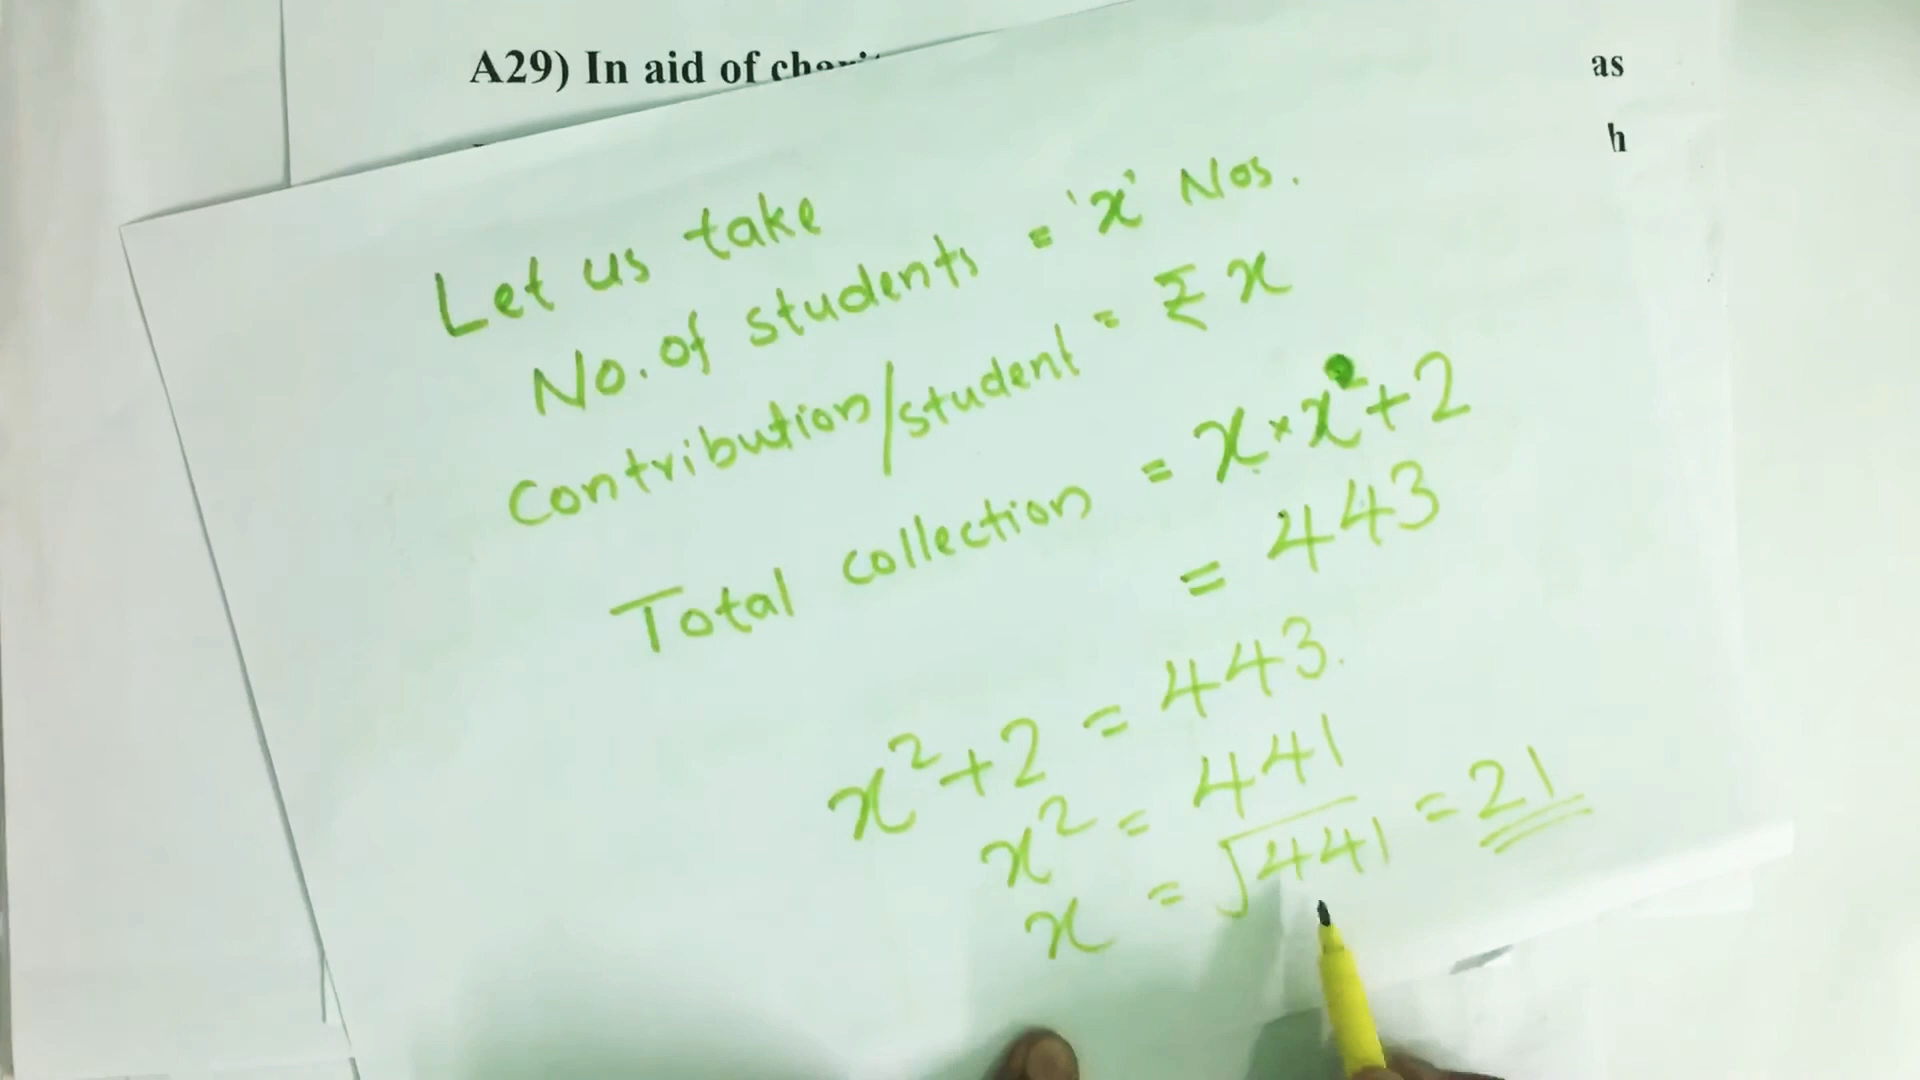 A29) In aid of as
h
Let us take
No. of students = 'x' Nos.
Contribution/student = ₹ x
Total collection = x × x + 2
= 443
x² + 2 = 443.
x² = 441
x = √441 = 21